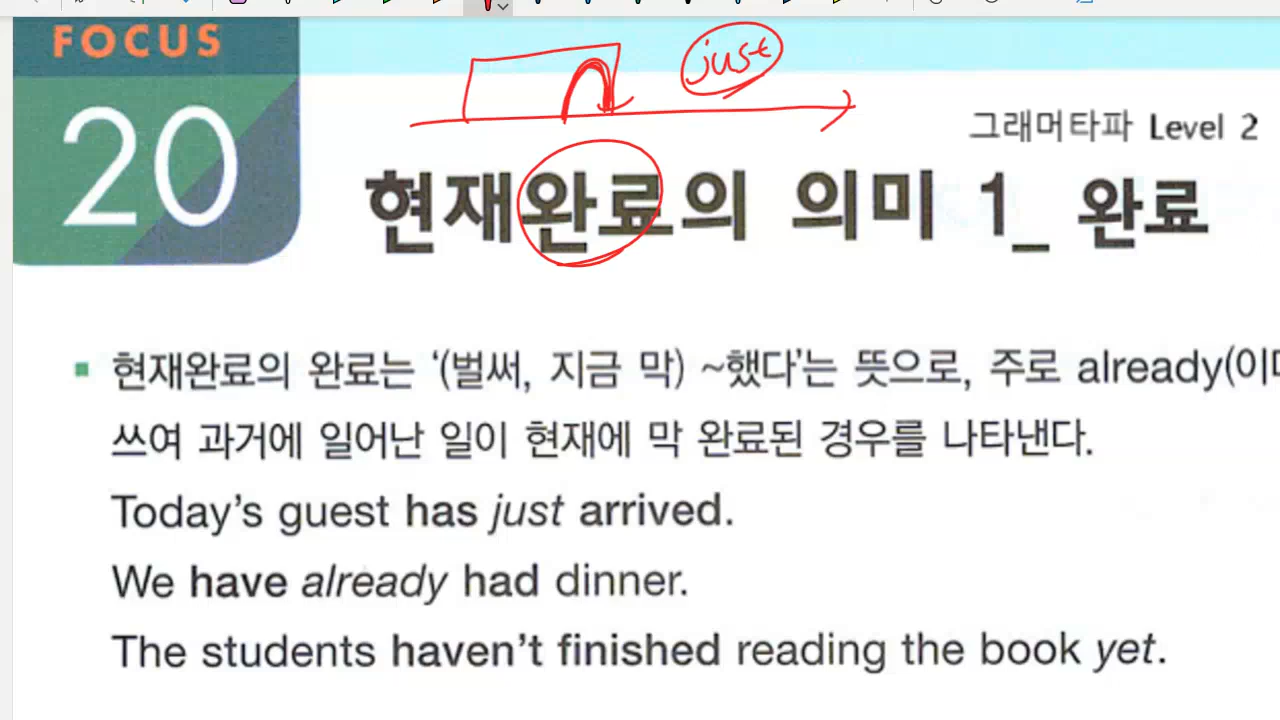 FOCUS
20
just
그래머타파 Level 2
현재완료의 의미 1_ 완료
현재완료의 완료는 ‘(벌써, 지금 막) ~했다’는 뜻으로, 주로 already(이
쓰여 과거에 일어난 일이 현재에 막 완료된 경우를 나타낸다.
Today’s guest has just arrived.
We have already had dinner.
The students haven’t finished reading the book yet.